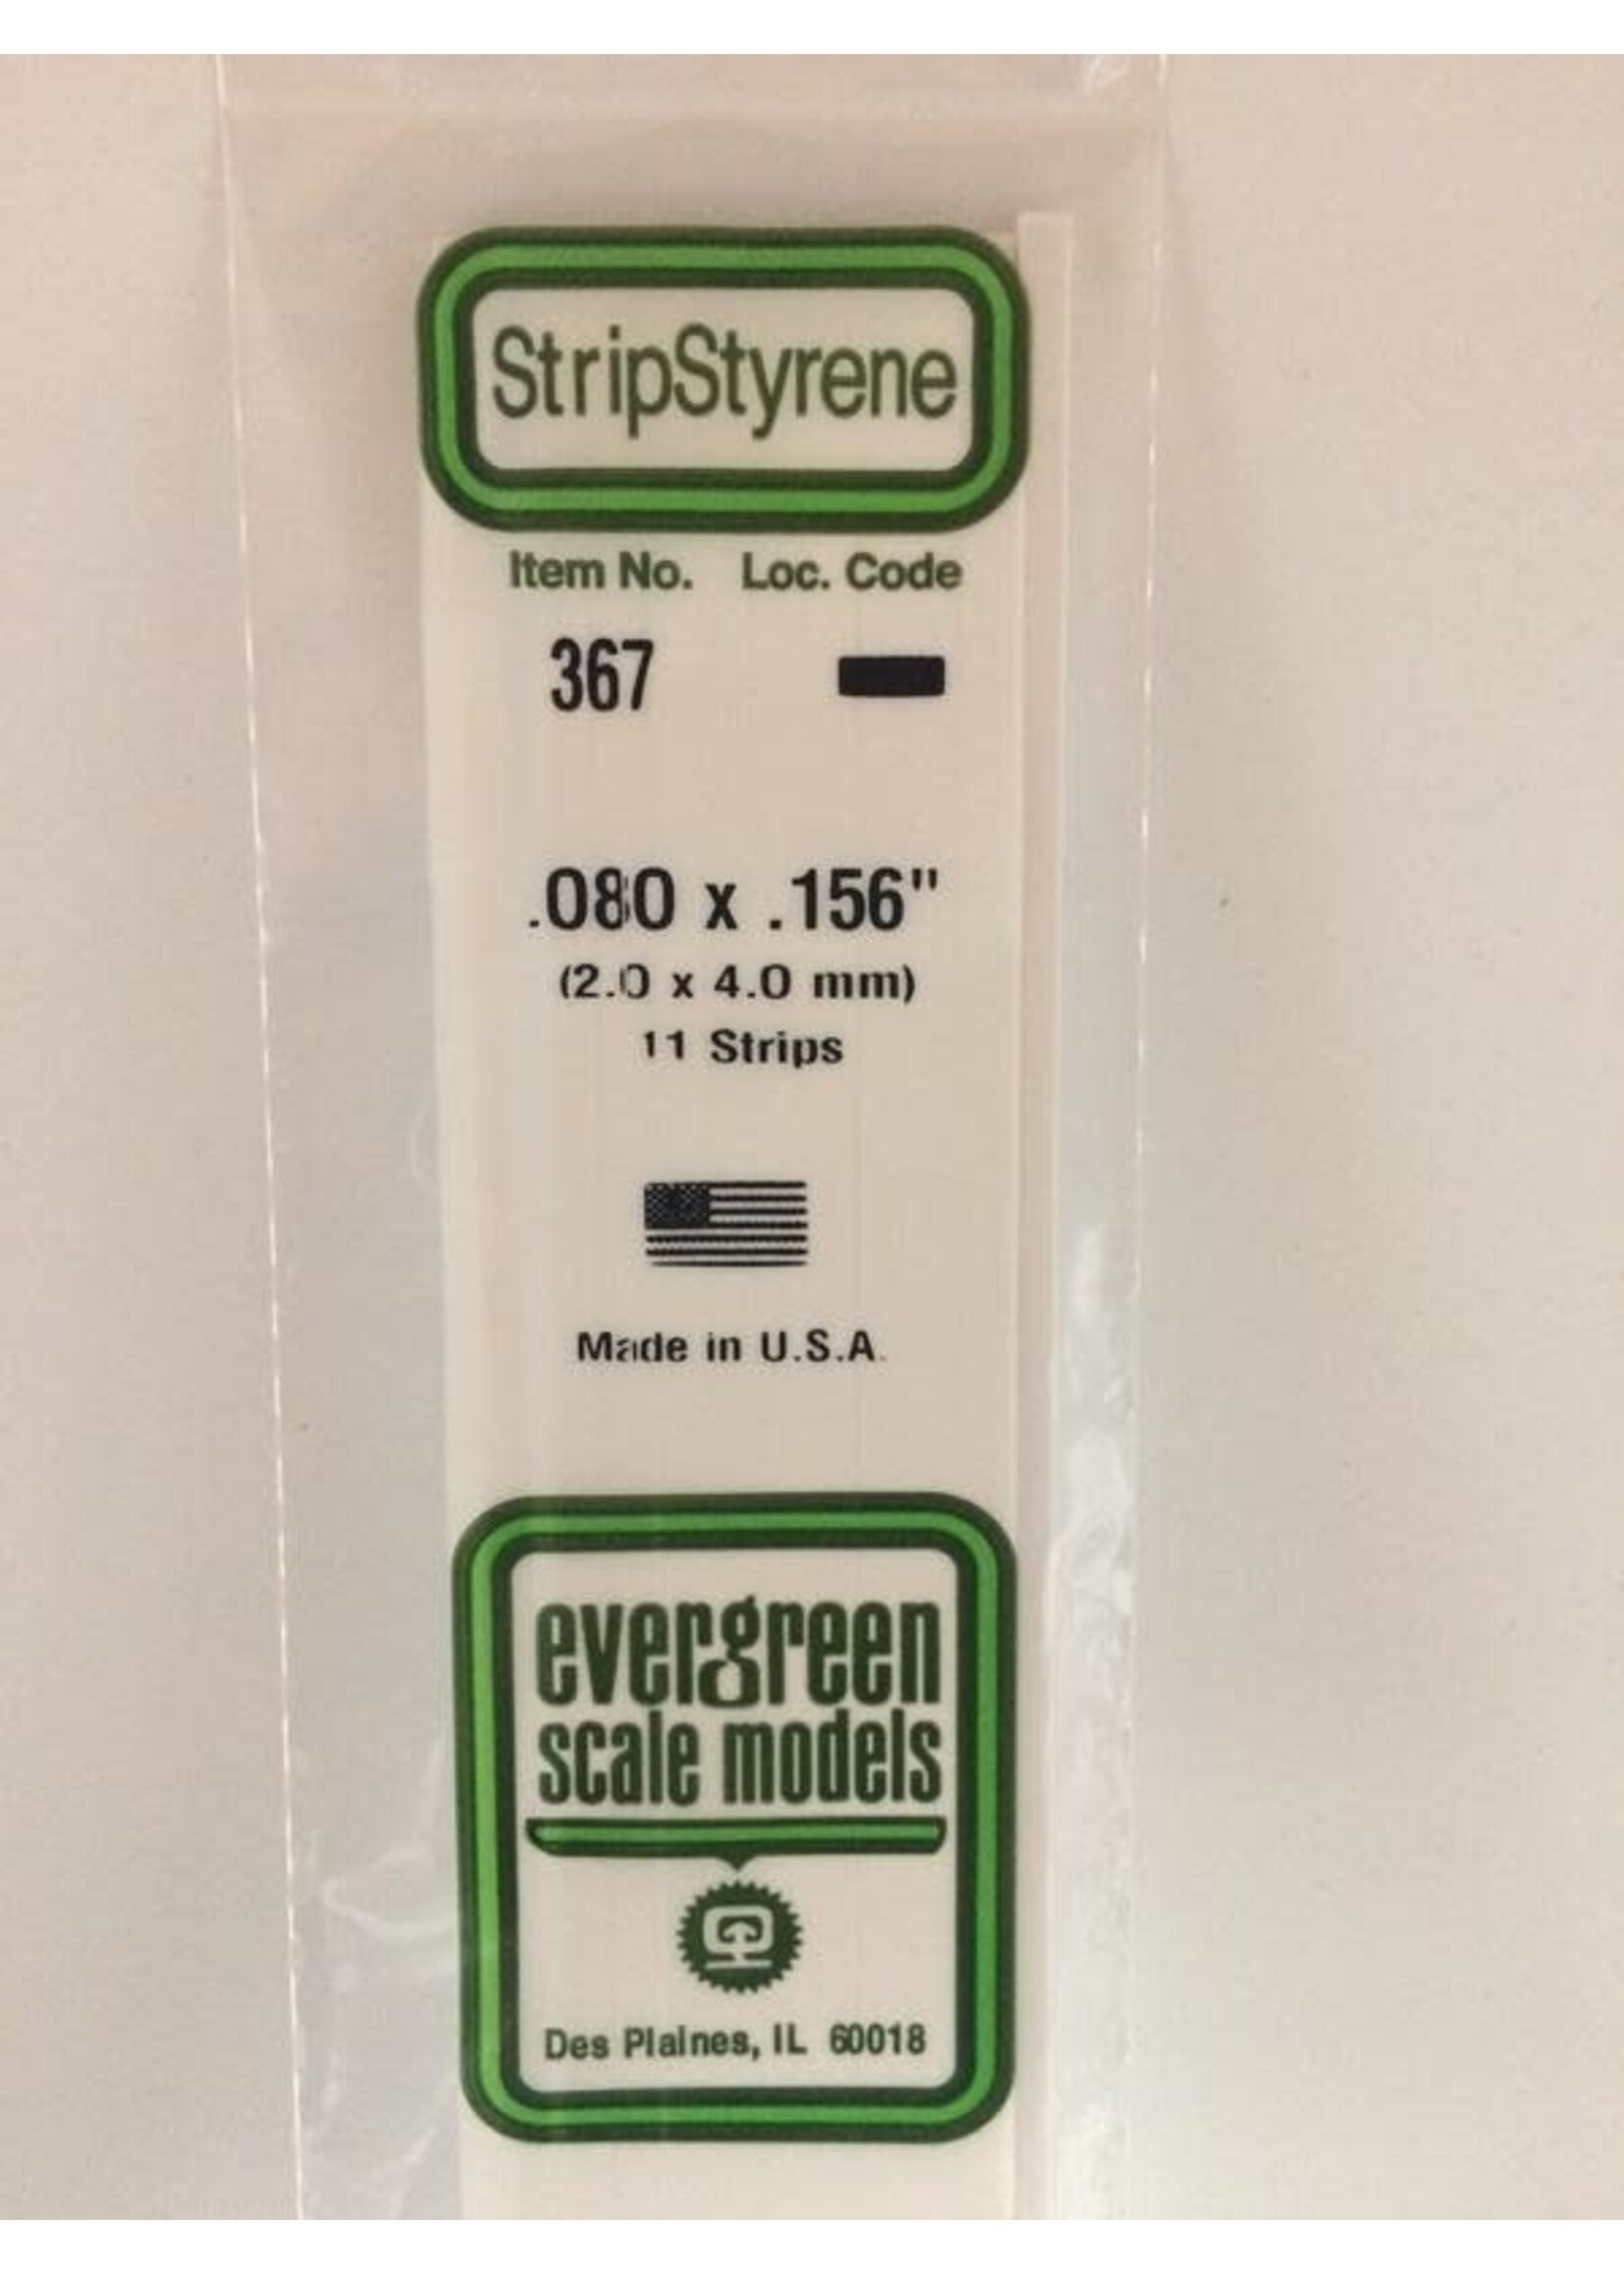 StripStyrene
Item No. Loc. Code
367
.080 x .156"
(2.0 x 4.0 mm)
11 Strips
Made in U.S.A.
evergreen
scale models
Des Plaines, IL 60018